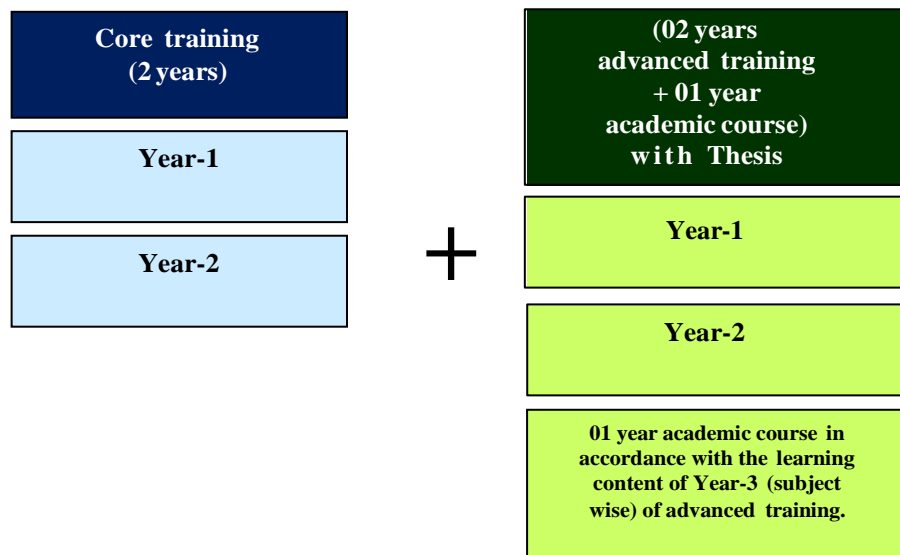 Core training
(2 years)
Year-1
Year-2
+
(02 years
advanced training
+ 01 year
academic course)
with Thesis
Year-1
Year-2
01 year academic course in
accordance with the learning
content of Year-3 (subject
wise) of advanced training.